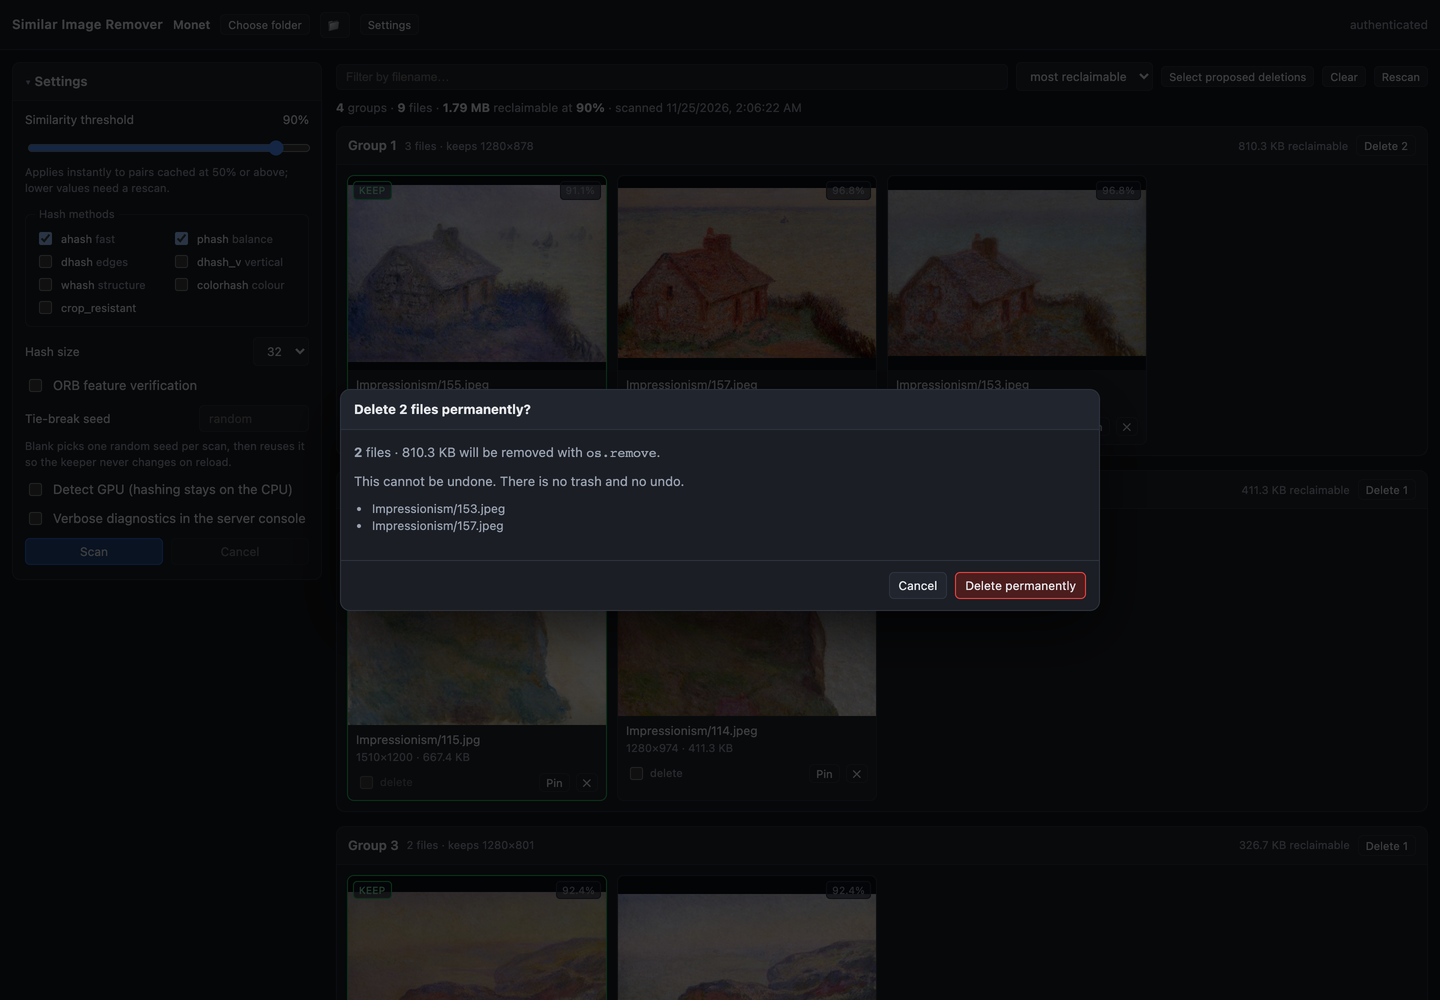 Similar Image Remover Monet Choose folder Settings authenticated
Settings
Similarity threshold 90%
Applies instantly to pairs cached at 50% or above;
lower values need a rescan.
Hash methods
ahash fast phash balance
dhash edges dhash_v vertical
whash structure colorhash colour
crop_resistant
Hash size 32
ORB feature verification
Tie-break seed random
Blank picks one random seed per scan, then reuses it
so the keeper never changes on reload.
Detect GPU (hashing stays on the CPU)
Verbose diagnostics in the server console
Scan Cancel
Filter by filename... most reclaimable Select proposed deletions Clear Rescan
4 groups · 9 files · 1.79 MB reclaimable at 90% · scanned 11/25/2026, 2:06:22 AM
Group 1 3 files · keeps 1280×878 810.3 KB reclaimable Delete 2
KEEP 91.1% 96.8% 96.8%
Impressionism/155.jpeg Impressionism/157.jpeg Impressionism/153.jpeg
Delete 2 files permanently?
2 files · 810.3 KB will be removed with os.remove.
This cannot be undone. There is no trash and no undo.
• Impressionism/153.jpeg
• Impressionism/157.jpeg
Cancel Delete permanently
411.3 KB reclaimable Delete 1
Impressionism/115.jpg Impressionism/114.jpeg
1510×1200 · 667.4 KB 1280×974 · 411.3 KB
delete Pin ✕ delete Pin ✕
Group 3 2 files · keeps 1280×801 326.7 KB reclaimable Delete 1
KEEP 92.4% 92.4%